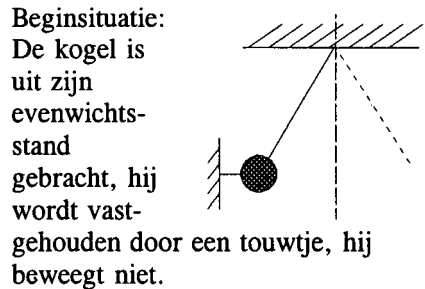 Beginsituatie:
De kogel is
uit zijn
evenwichts-
stand
gebracht, hij
wordt vast-
gehouden door een touwtje, hij
beweegt niet.